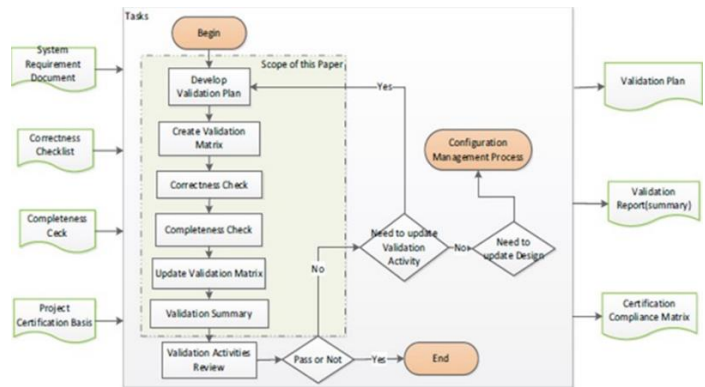 Tasks
Begin
Scope of this Paper
System
Requirement
Document
Correctness
Checklist
Completeness
Ceck
Project
Certification Basis
Develop
Validation Plan
Create Validation
Matrix
Correctness Check
Completeness Check
Update Validation Matrix
Validation Summary
Validation Activities
Review
Pass or Not
Yes
End
No
Need to update
Validation
Activity
Yes
No
Need to
update Design
Configuration
Management Process
Validation Plan
Validation
Report(summary)
Certification
Compliance Matrix